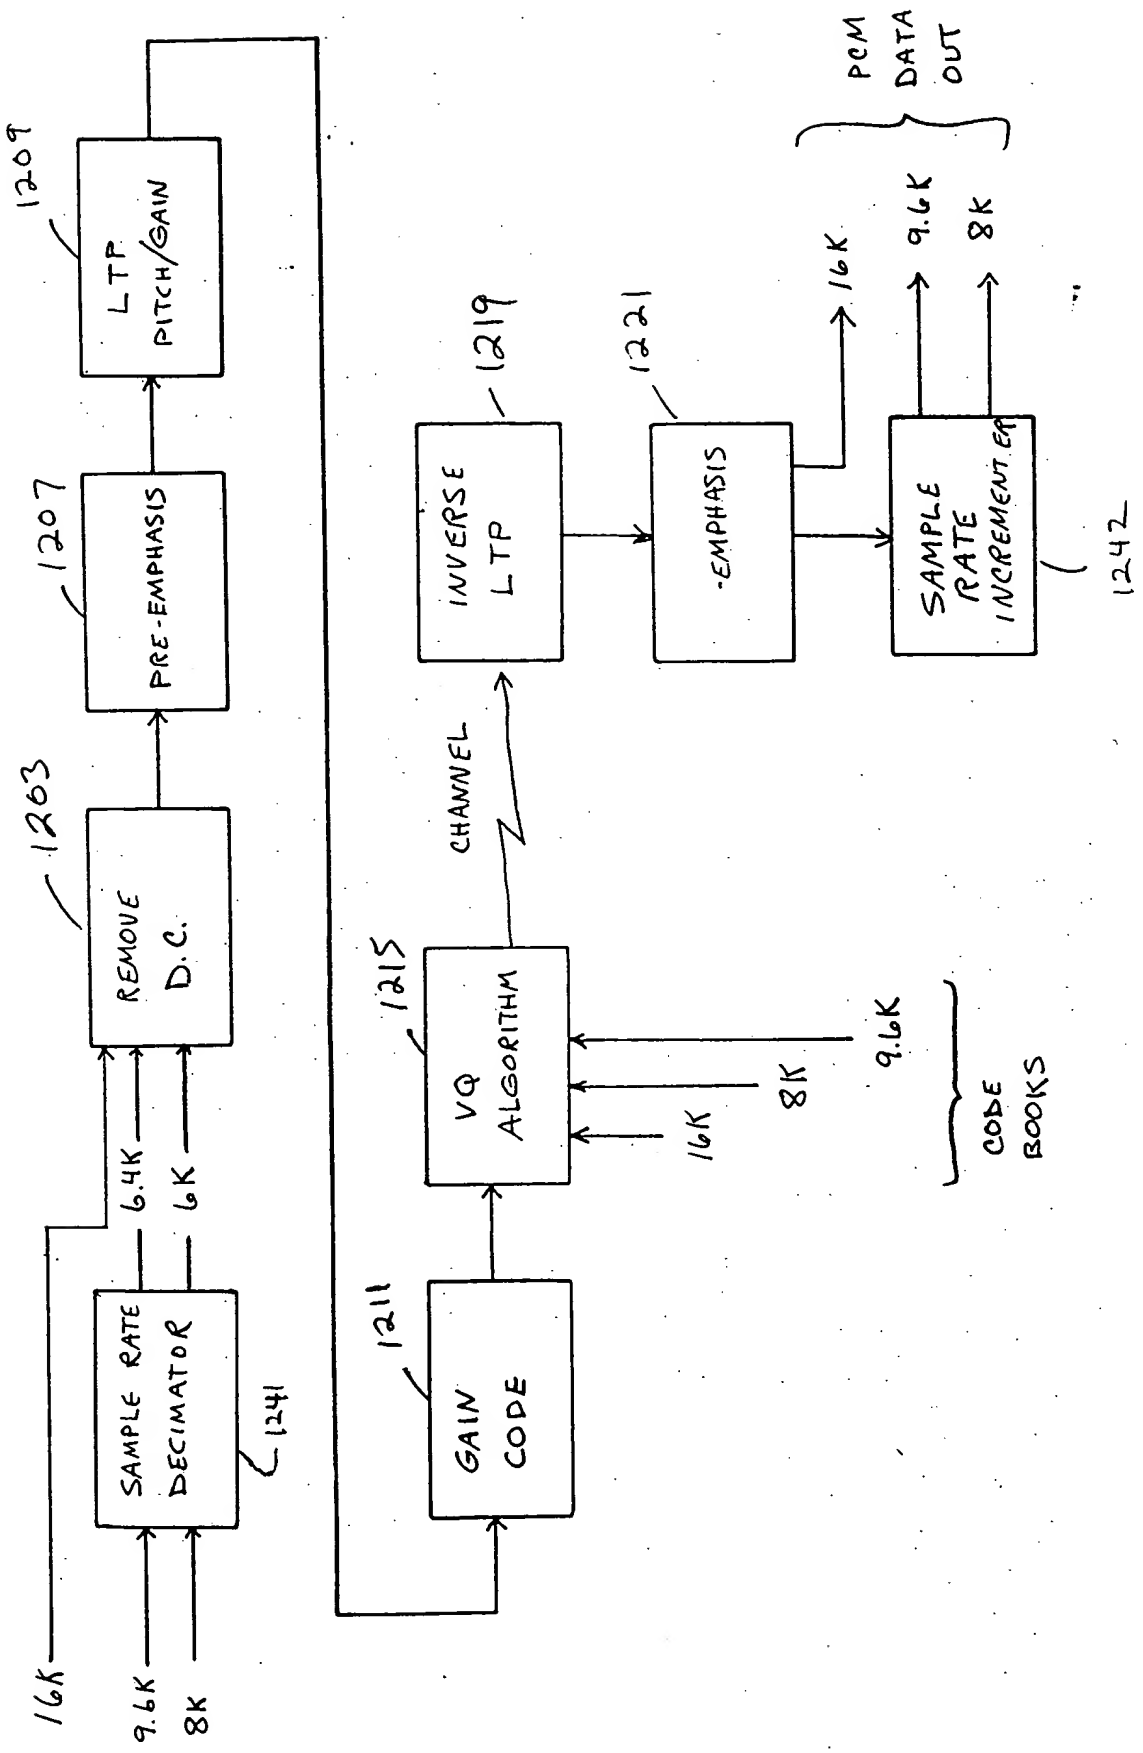 16K
9.6K
8K
SAMPLE RATE
DECIMATOR
1241
6.4K
6K
REMOVE
D.C.
1203
PRE-EMPHASIS
1207
LTP
PITCH/GAIN
1209
GAIN
CODE
1211
VQ
ALGORITHM
1215
16K
8K
9.6K
CODE
BOOKS
CHANNEL
INVERSE
LTP
1219
-EMPHASIS
1221
16K
SAMPLE
RATE
INCREMENTER
1242
9.6K
8K
PCM
DATA
OUT